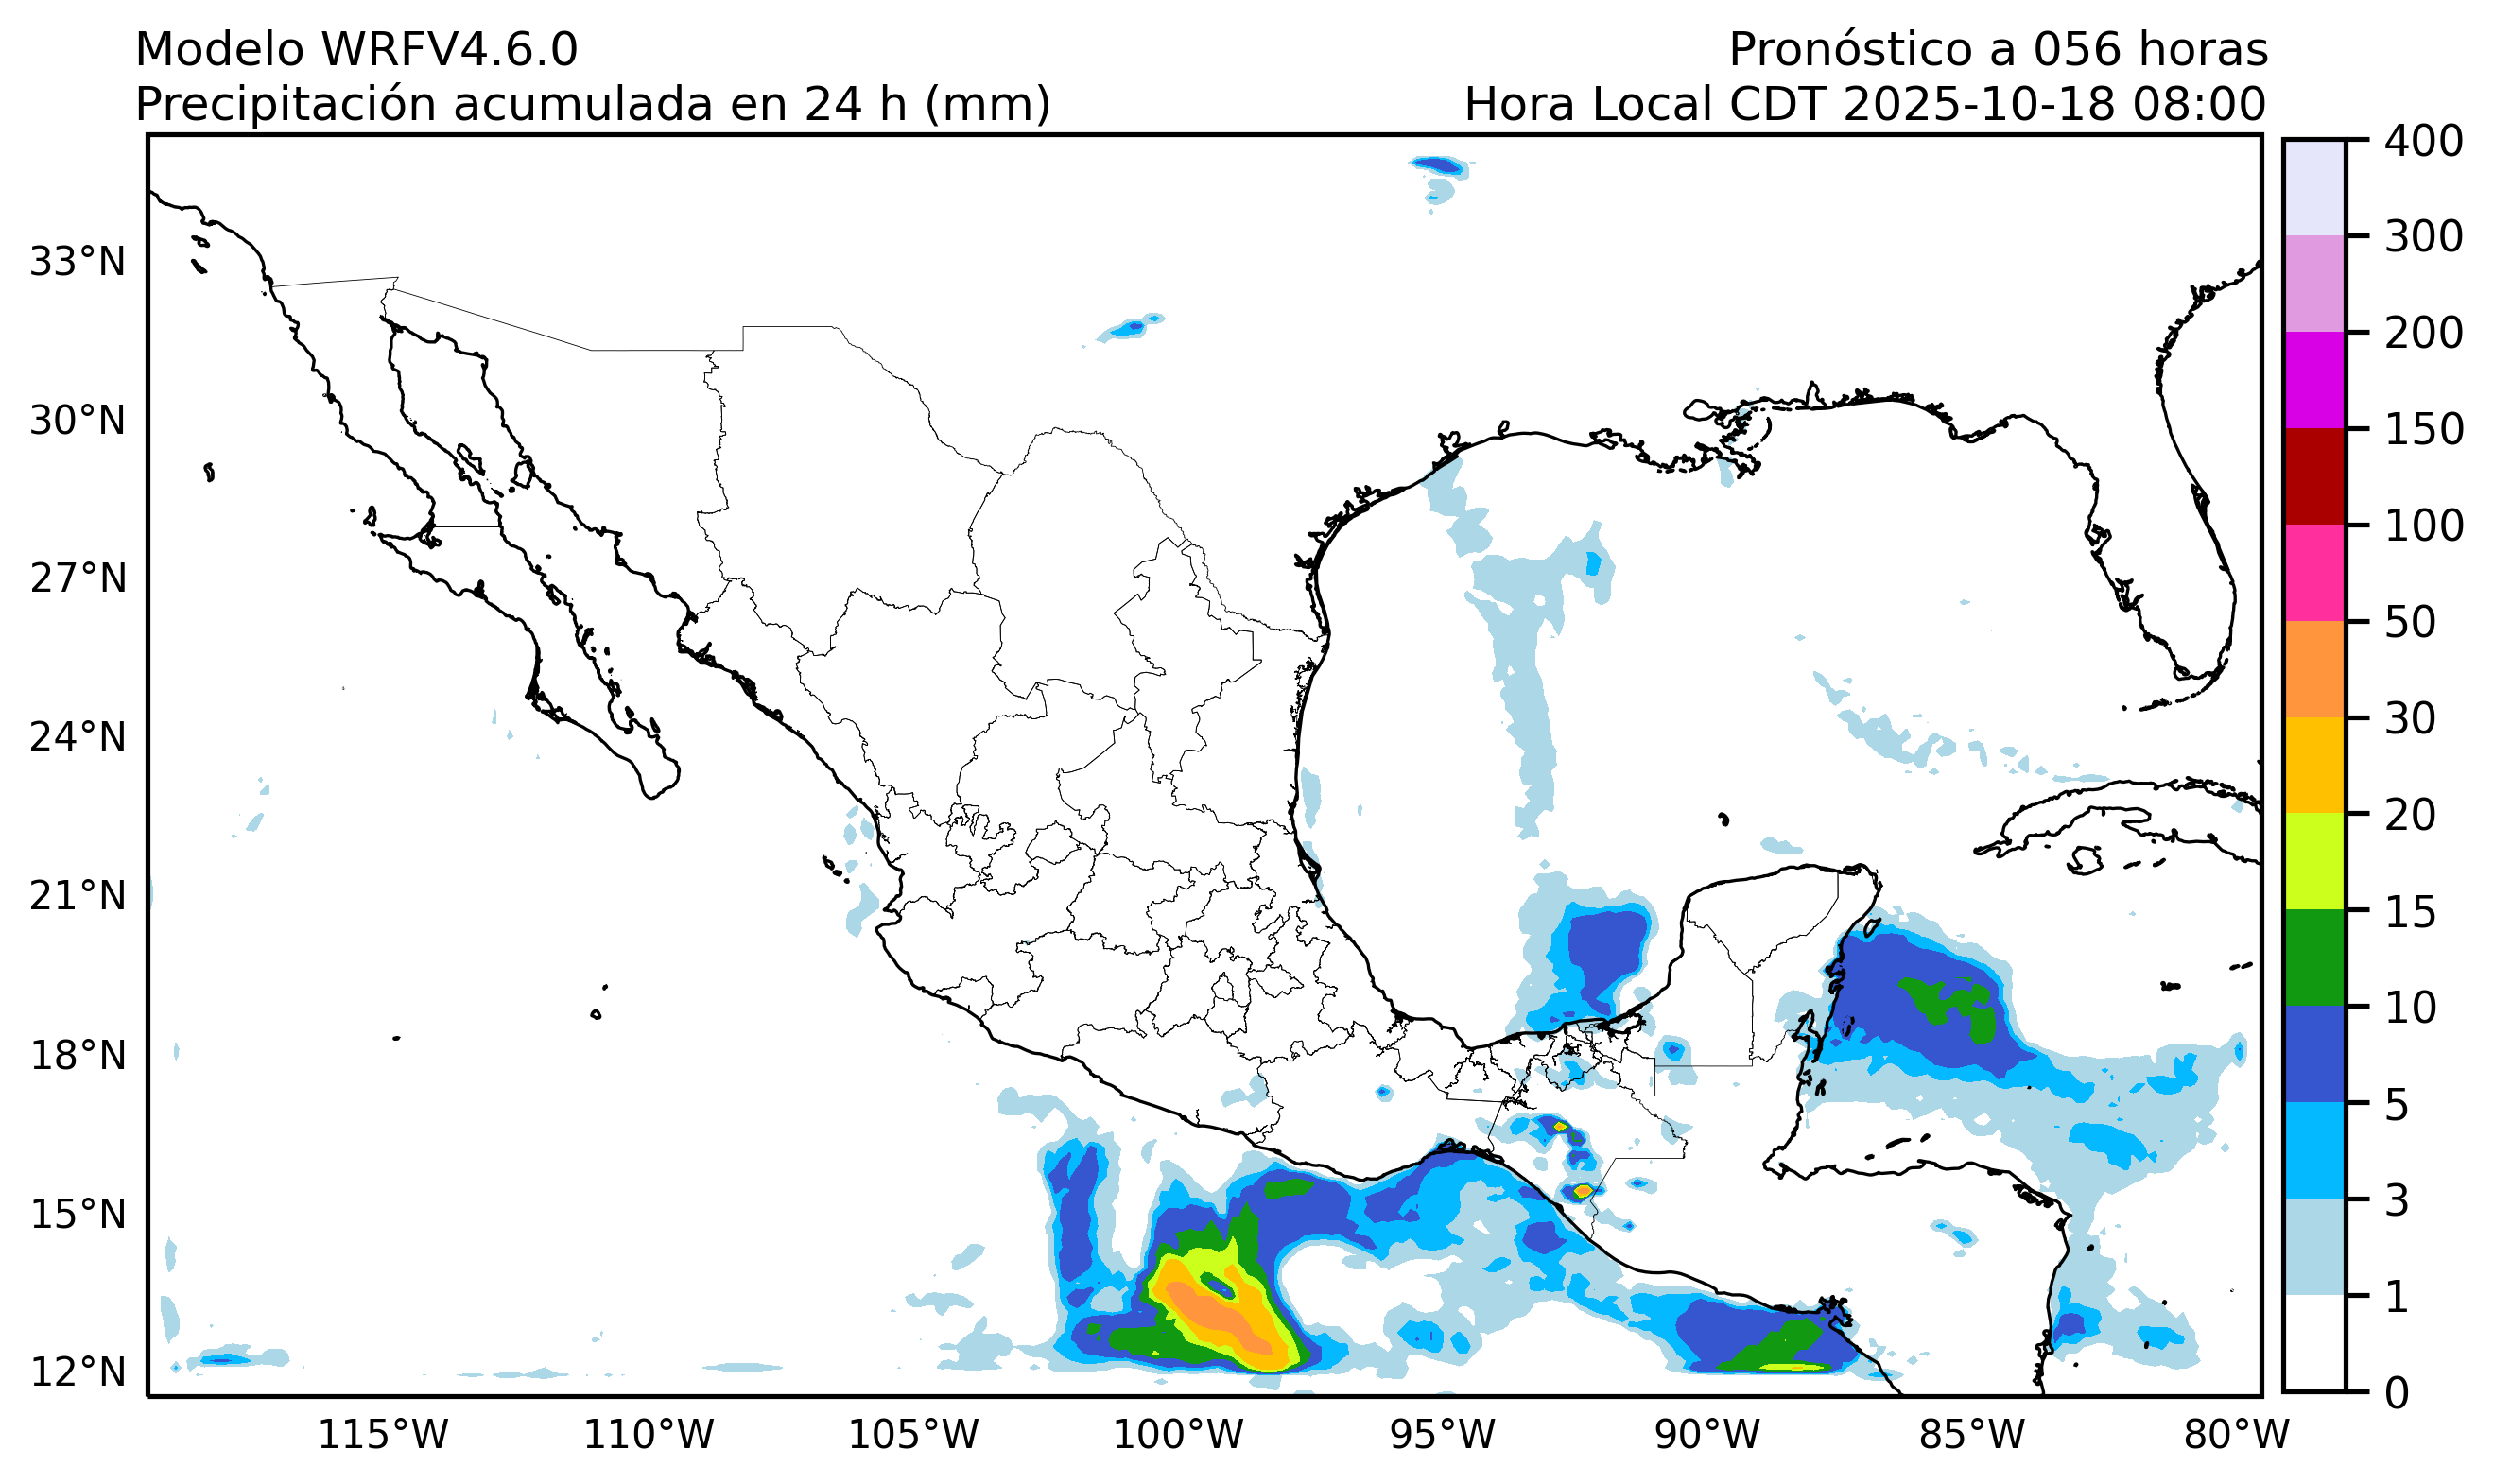 Modelo WRFV4.6.0
Pronóstico a 056 horas
Precipitación acumulada en 24 h (mm)
Hora Local CDT 2025-10-18 08:00
33°N
30°N
27°N
24°N
21°N
18°N
15°N
12°N
115°W
110°W
105°W
100°W
95°W
90°W
85°W
80°W
400
300
200
150
100
50
30
20
15
10
5
3
1
0